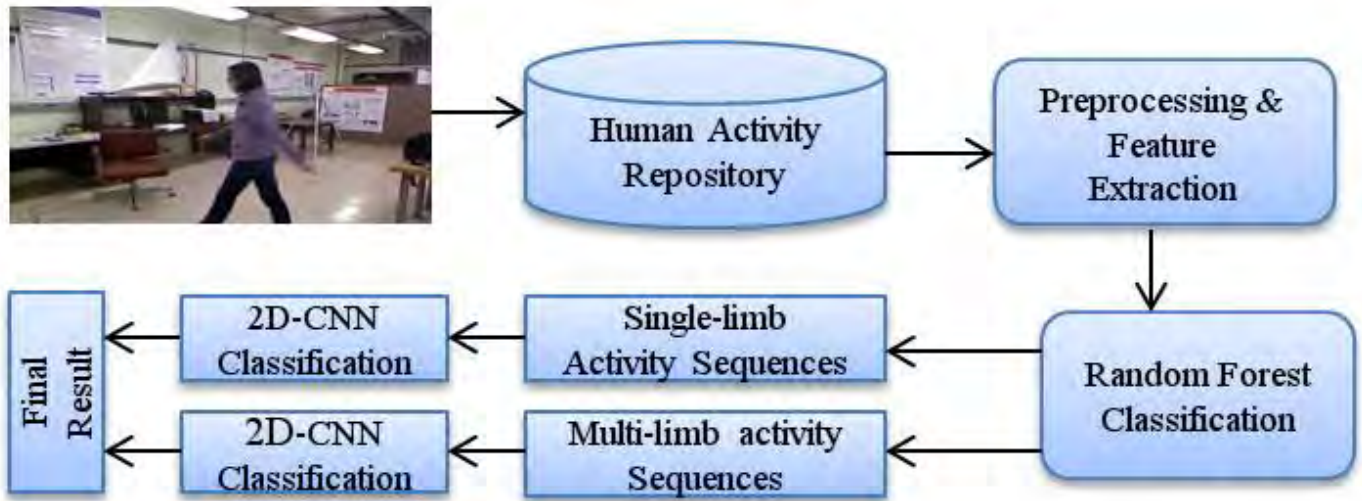 Human Activity
Repository
Preprocessing &
Feature
Extraction
Random Forest
Classification
Single-limb
Activity Sequences
2D-CNN
Classification
Final
Result
Multi-limb activity
Sequences
2D-CNN
Classification